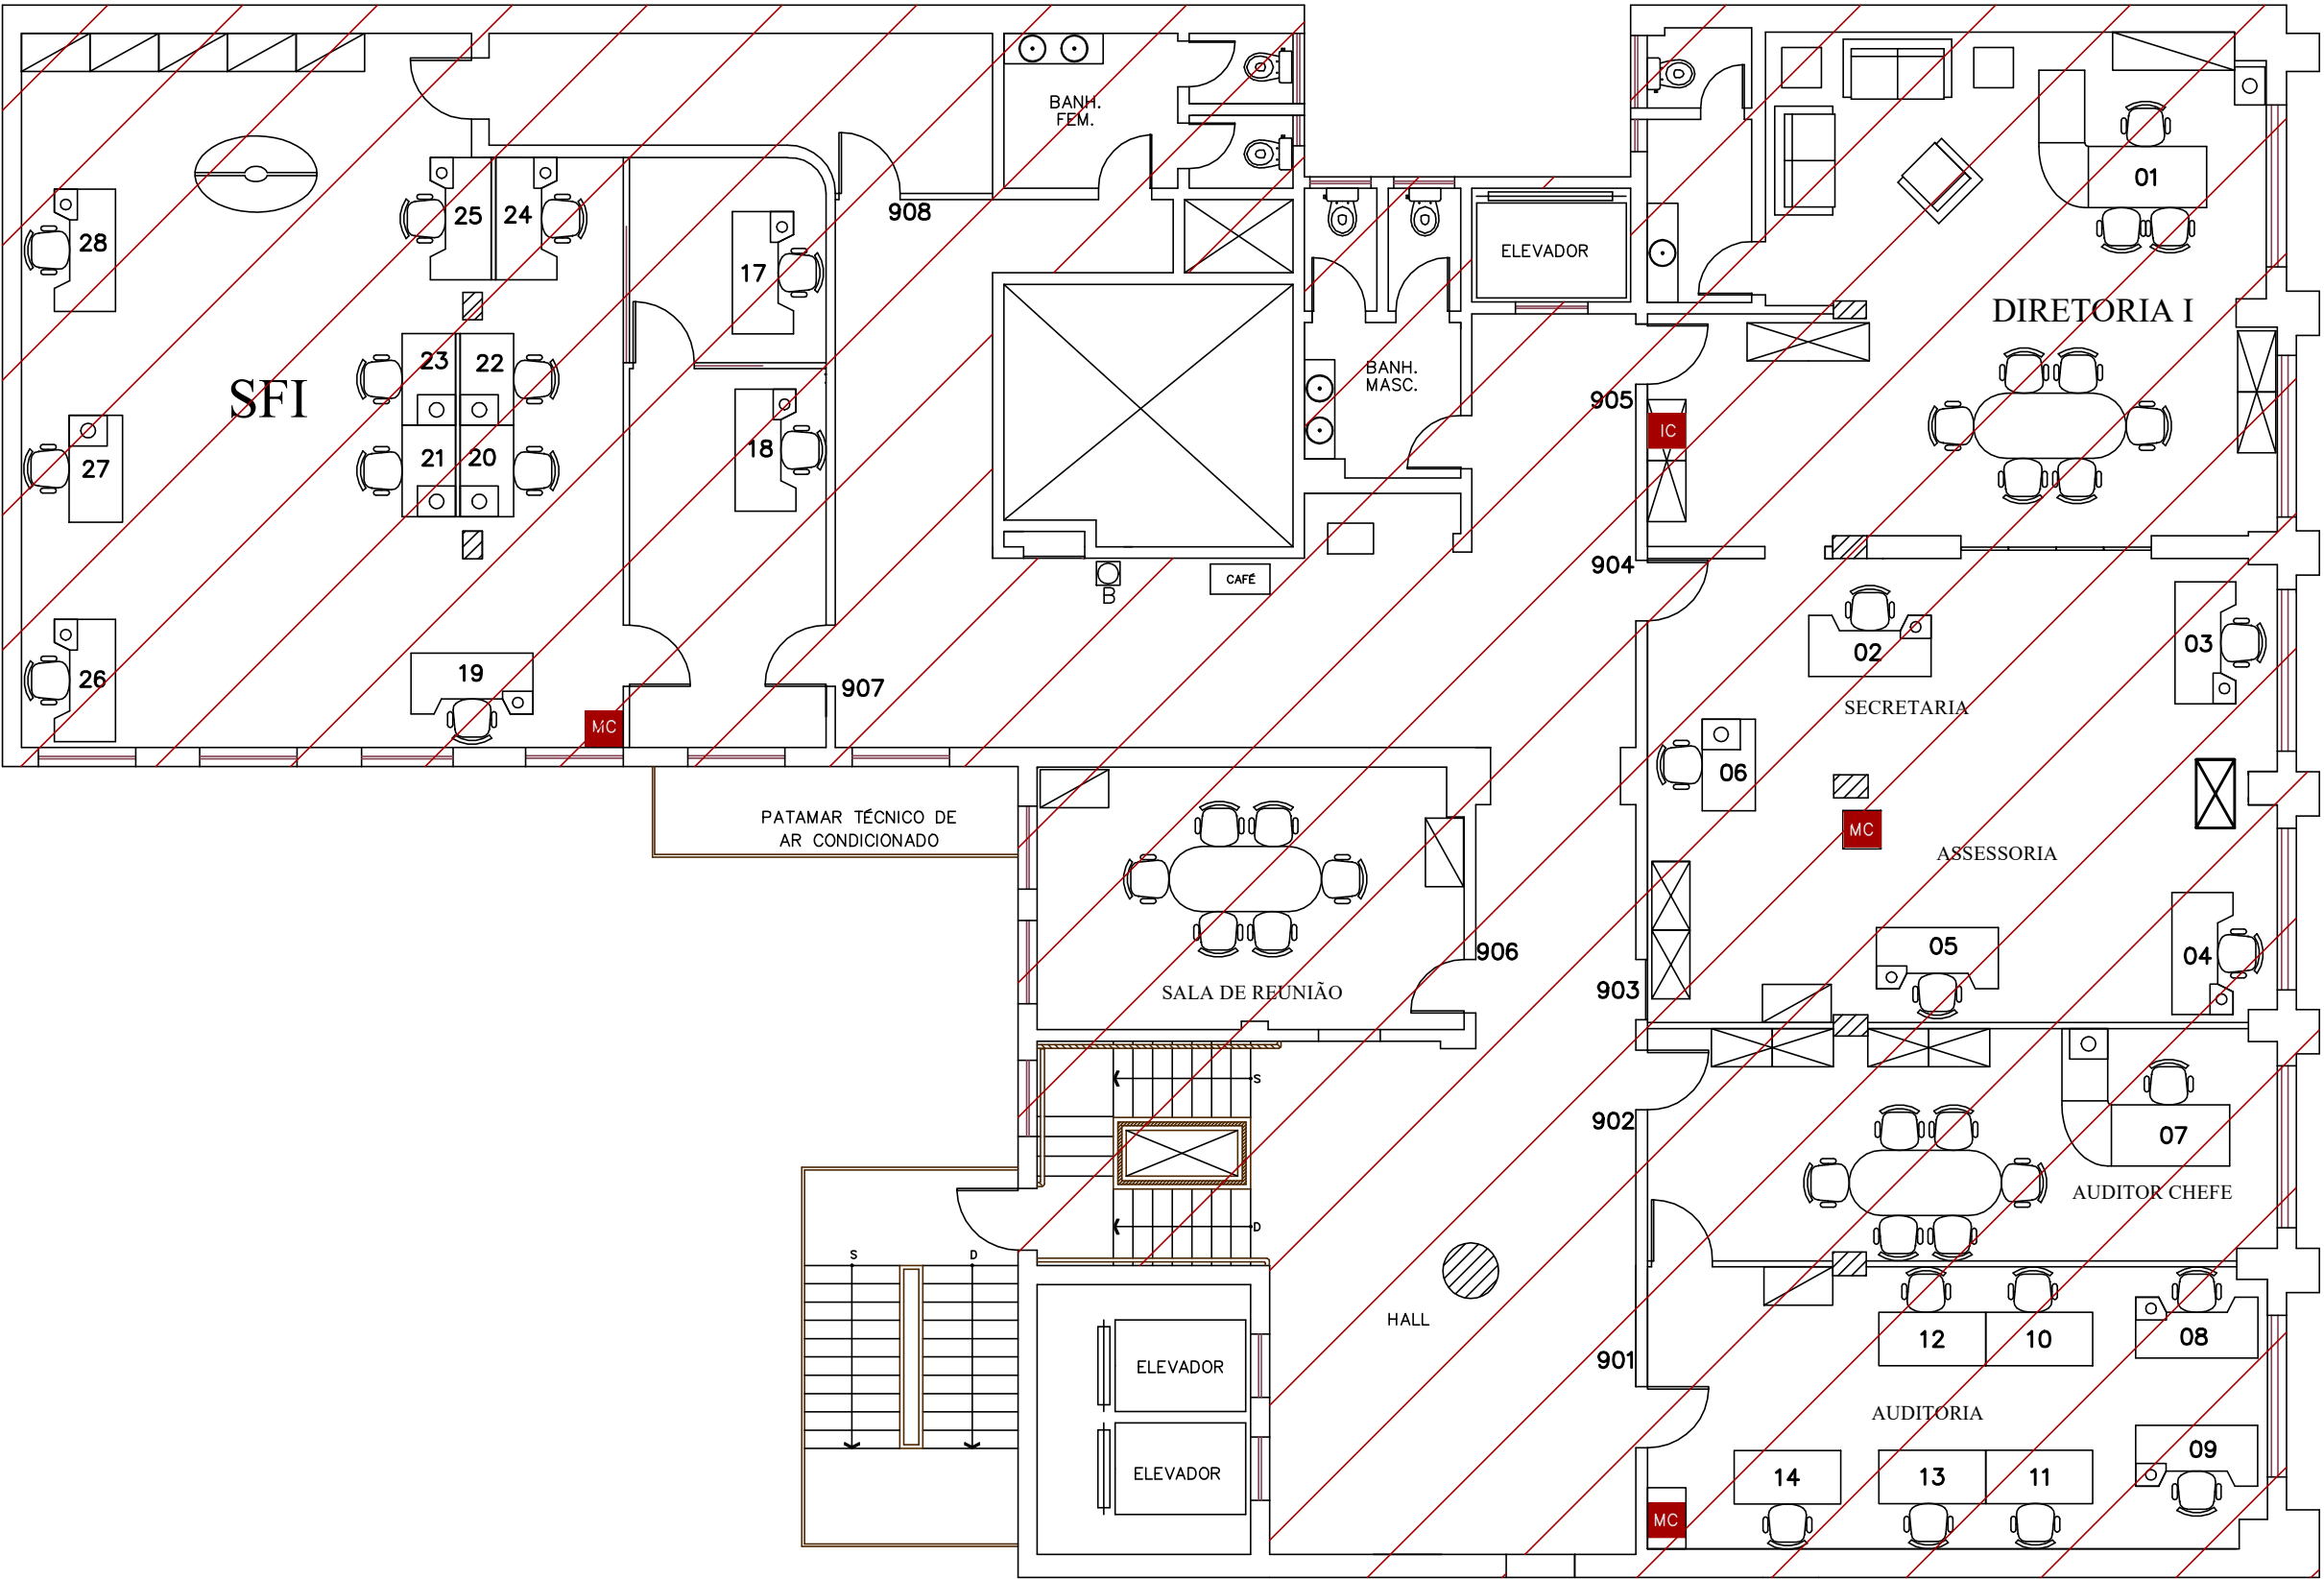 BANH.
FEM.
01
25
24
908
28
17
ELEVADOR
DIRETORIA I
23
22
BANH.
MASC.
SFI
905
IC
27
21
20
18
904
CAFÉ
B
02
03
26
19
907
SECRETARIA
MC
06
PATAMAR TÉCNICO DE
AR CONDICIONADO
MC
ASSESSORIA
906
05
04
SALA DE REUNIÃO
903
S
902
07
AUDITOR CHEFE
D
S
D
HALL
12
10
08
ELEVADOR
901
AUDITORIA
ELEVADOR
14
13
11
09
MC